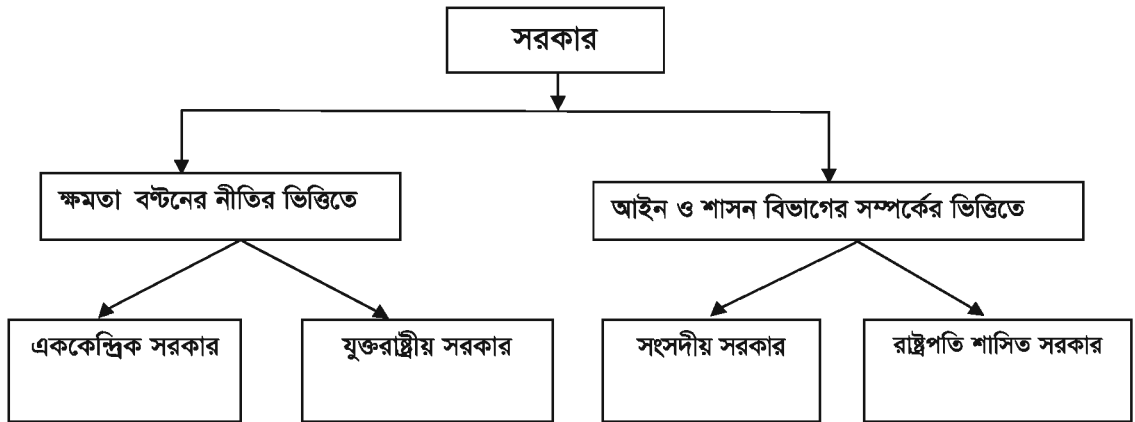 সরকার
ক্ষমতা বণ্টনের নীতির ভিত্তিতে
আইন ও শাসন বিভাগের সম্পর্কের ভিত্তিতে
এককেন্দ্রিক সরকার
যুক্তরাষ্ট্রীয় সরকার
সংসদীয় সরকার
রাষ্ট্রপতি শাসিত সরকার